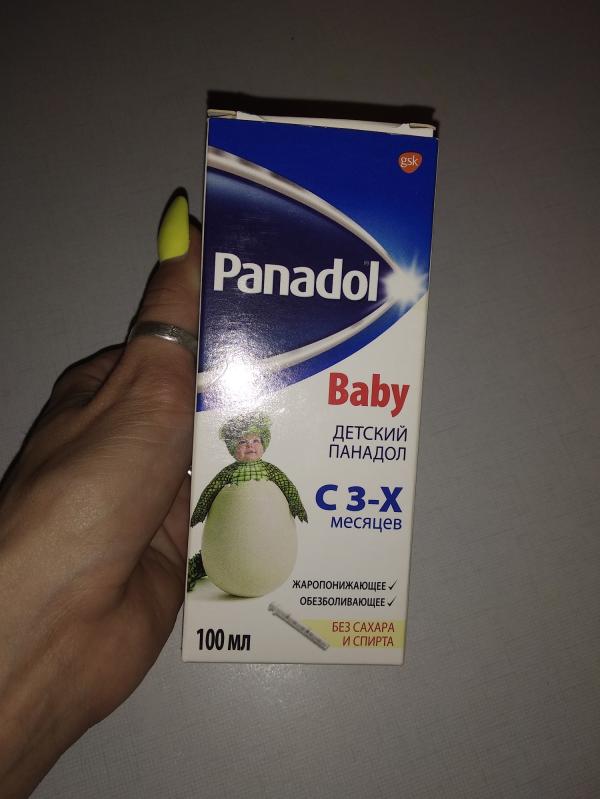 gsk
Panadol
Baby
ДЕТСКИЙ
ПАНАДОЛ
С 3-Х
месяцев
ЖАРОПОНИЖАЮЩЕЕ ✓
ОБЕЗБОЛИВАЮЩЕЕ ✓
БЕЗ САХАРА
И СПИРТА
100 мл